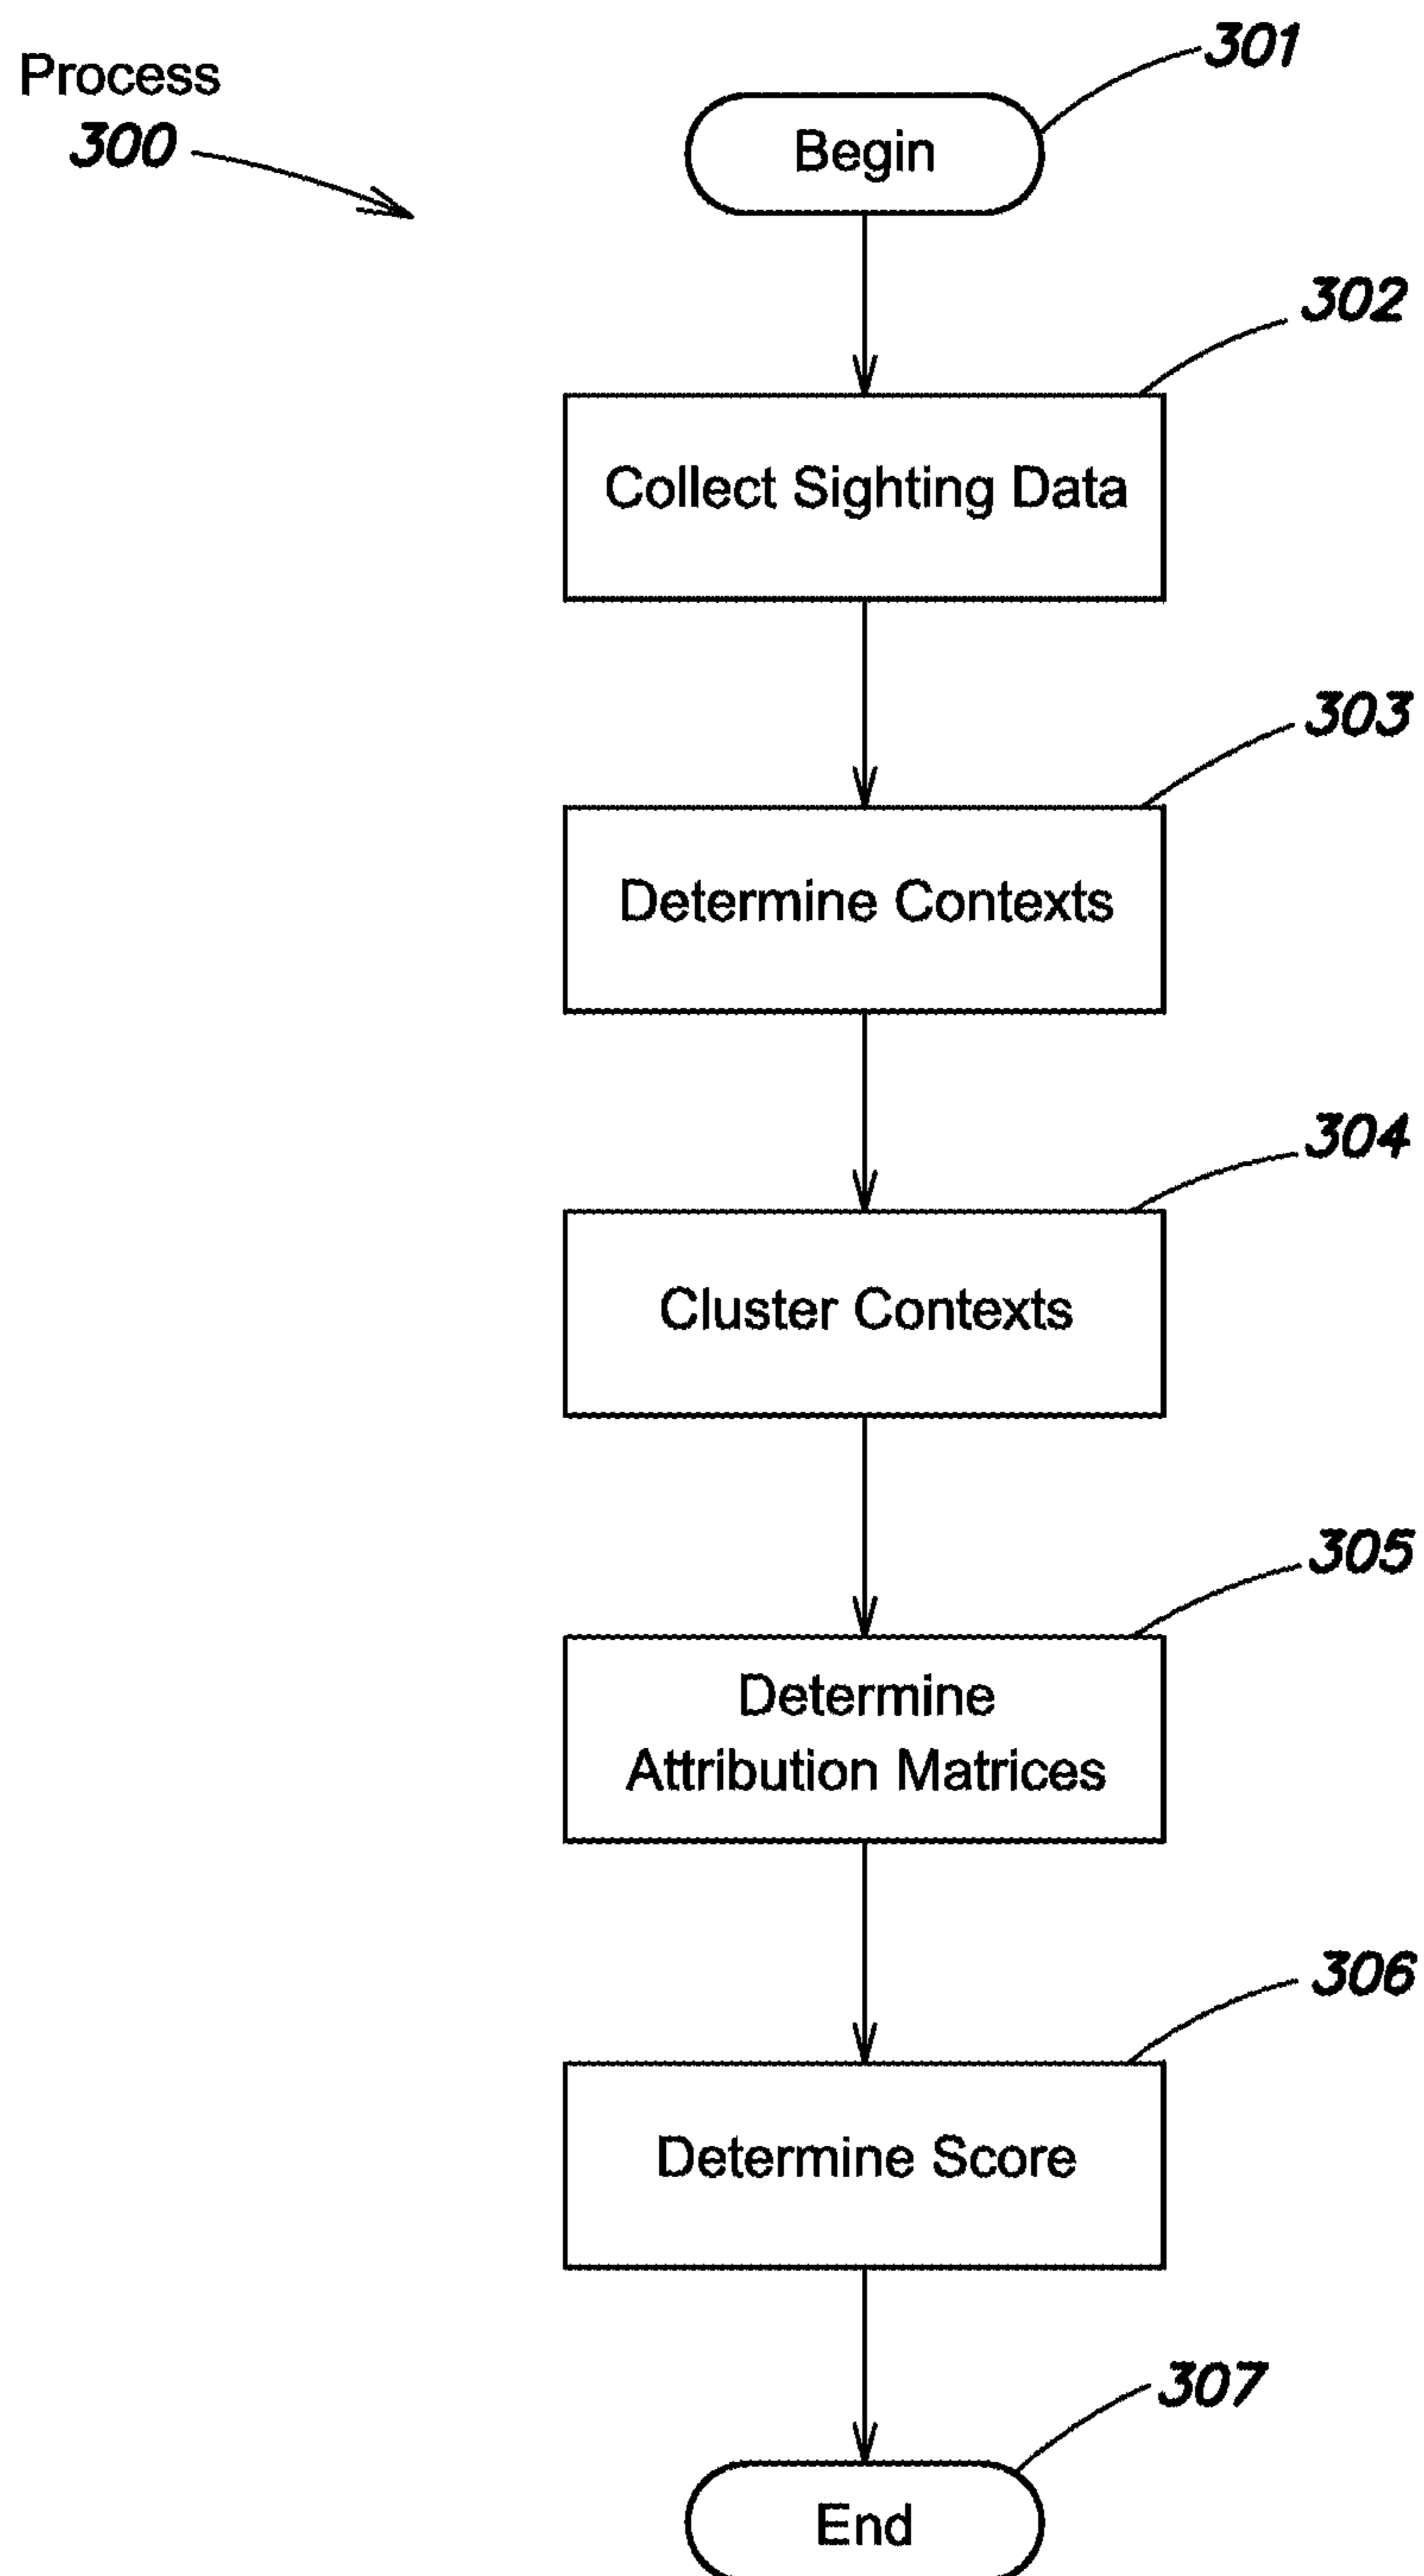 Process
300
301
Begin
302
Collect Sighting Data
303
Determine Contexts
304
Cluster Contexts
305
Determine
Attribution Matrices
306
Determine Score
307
End